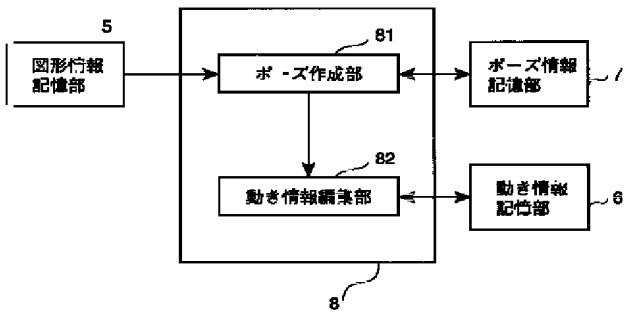 5
図形情報
記憶部
81
ポーズ作成部
ポーズ情報
記憶部
7
82
動き情報編集部
動き情報
記憶部
6
8